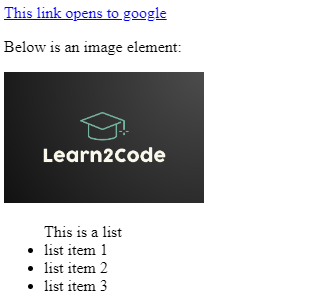 This link opens to google
Below is an image element:
Learn2Code
This is a list
list item 1
list item 2
list item 3